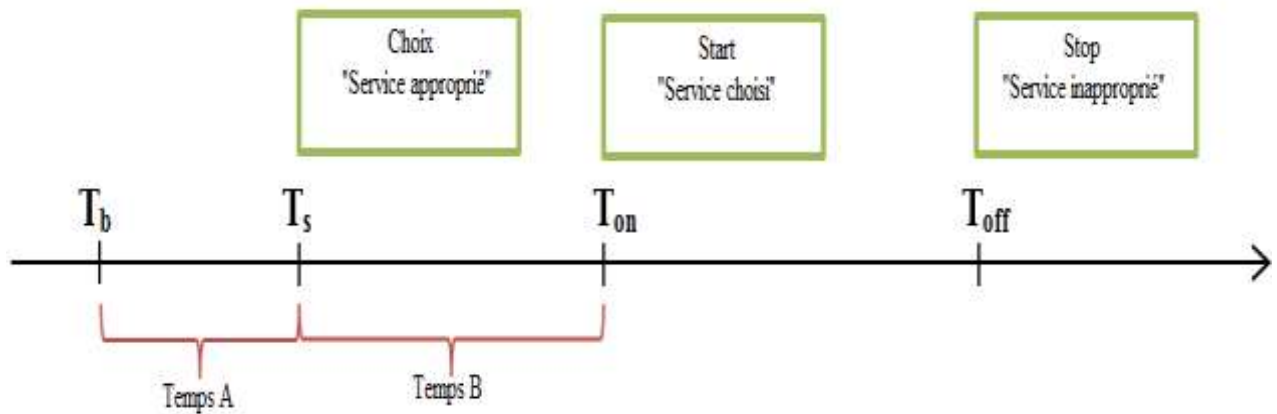 Choix
"Service approprié"
Start
"Service choisi"
Stop
"Service inapproprié"
Tb
Ts
Ton
Toff
Temps A
Temps B